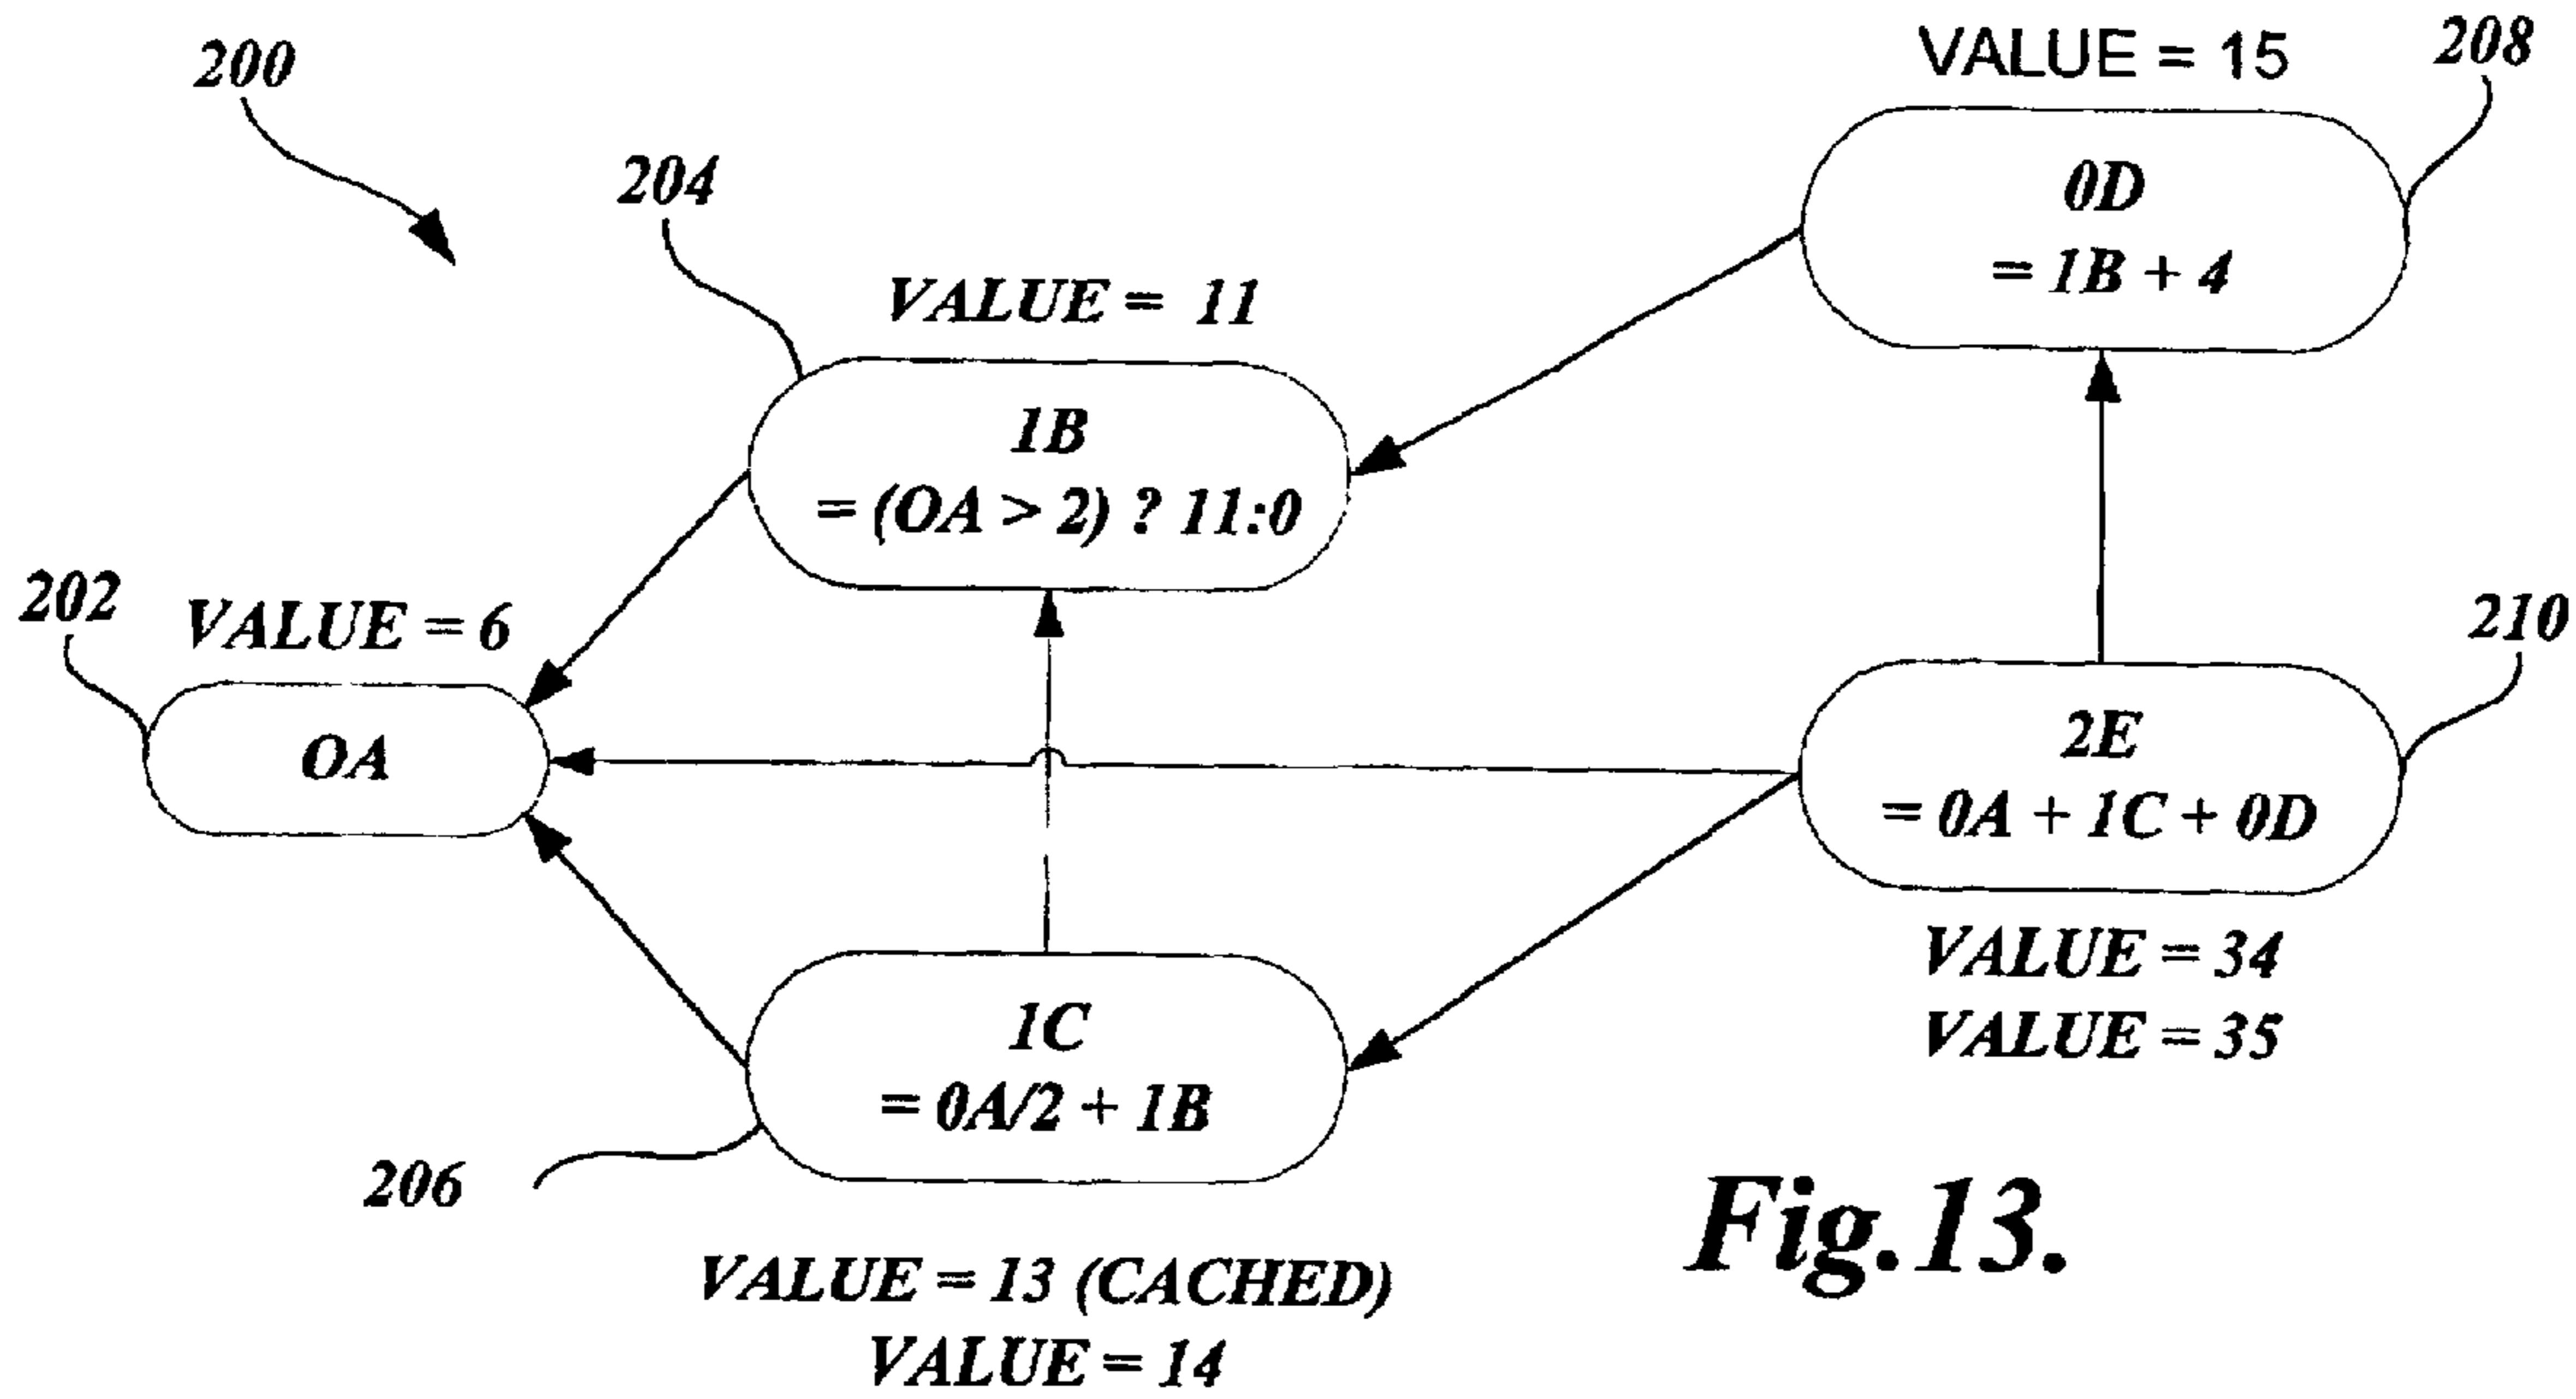 200
VALUE = 15
208
204
VALUE = 11
0D
= 1B + 4
1B
= (OA > 2) ? 11:0
202
VALUE = 6
OA
210
2E
= 0A + 1C + 0D
VALUE = 34
VALUE = 35
1C
= 0A/2 + 1B
206
VALUE = 13 (CACHED)
VALUE = 14
Fig.13.